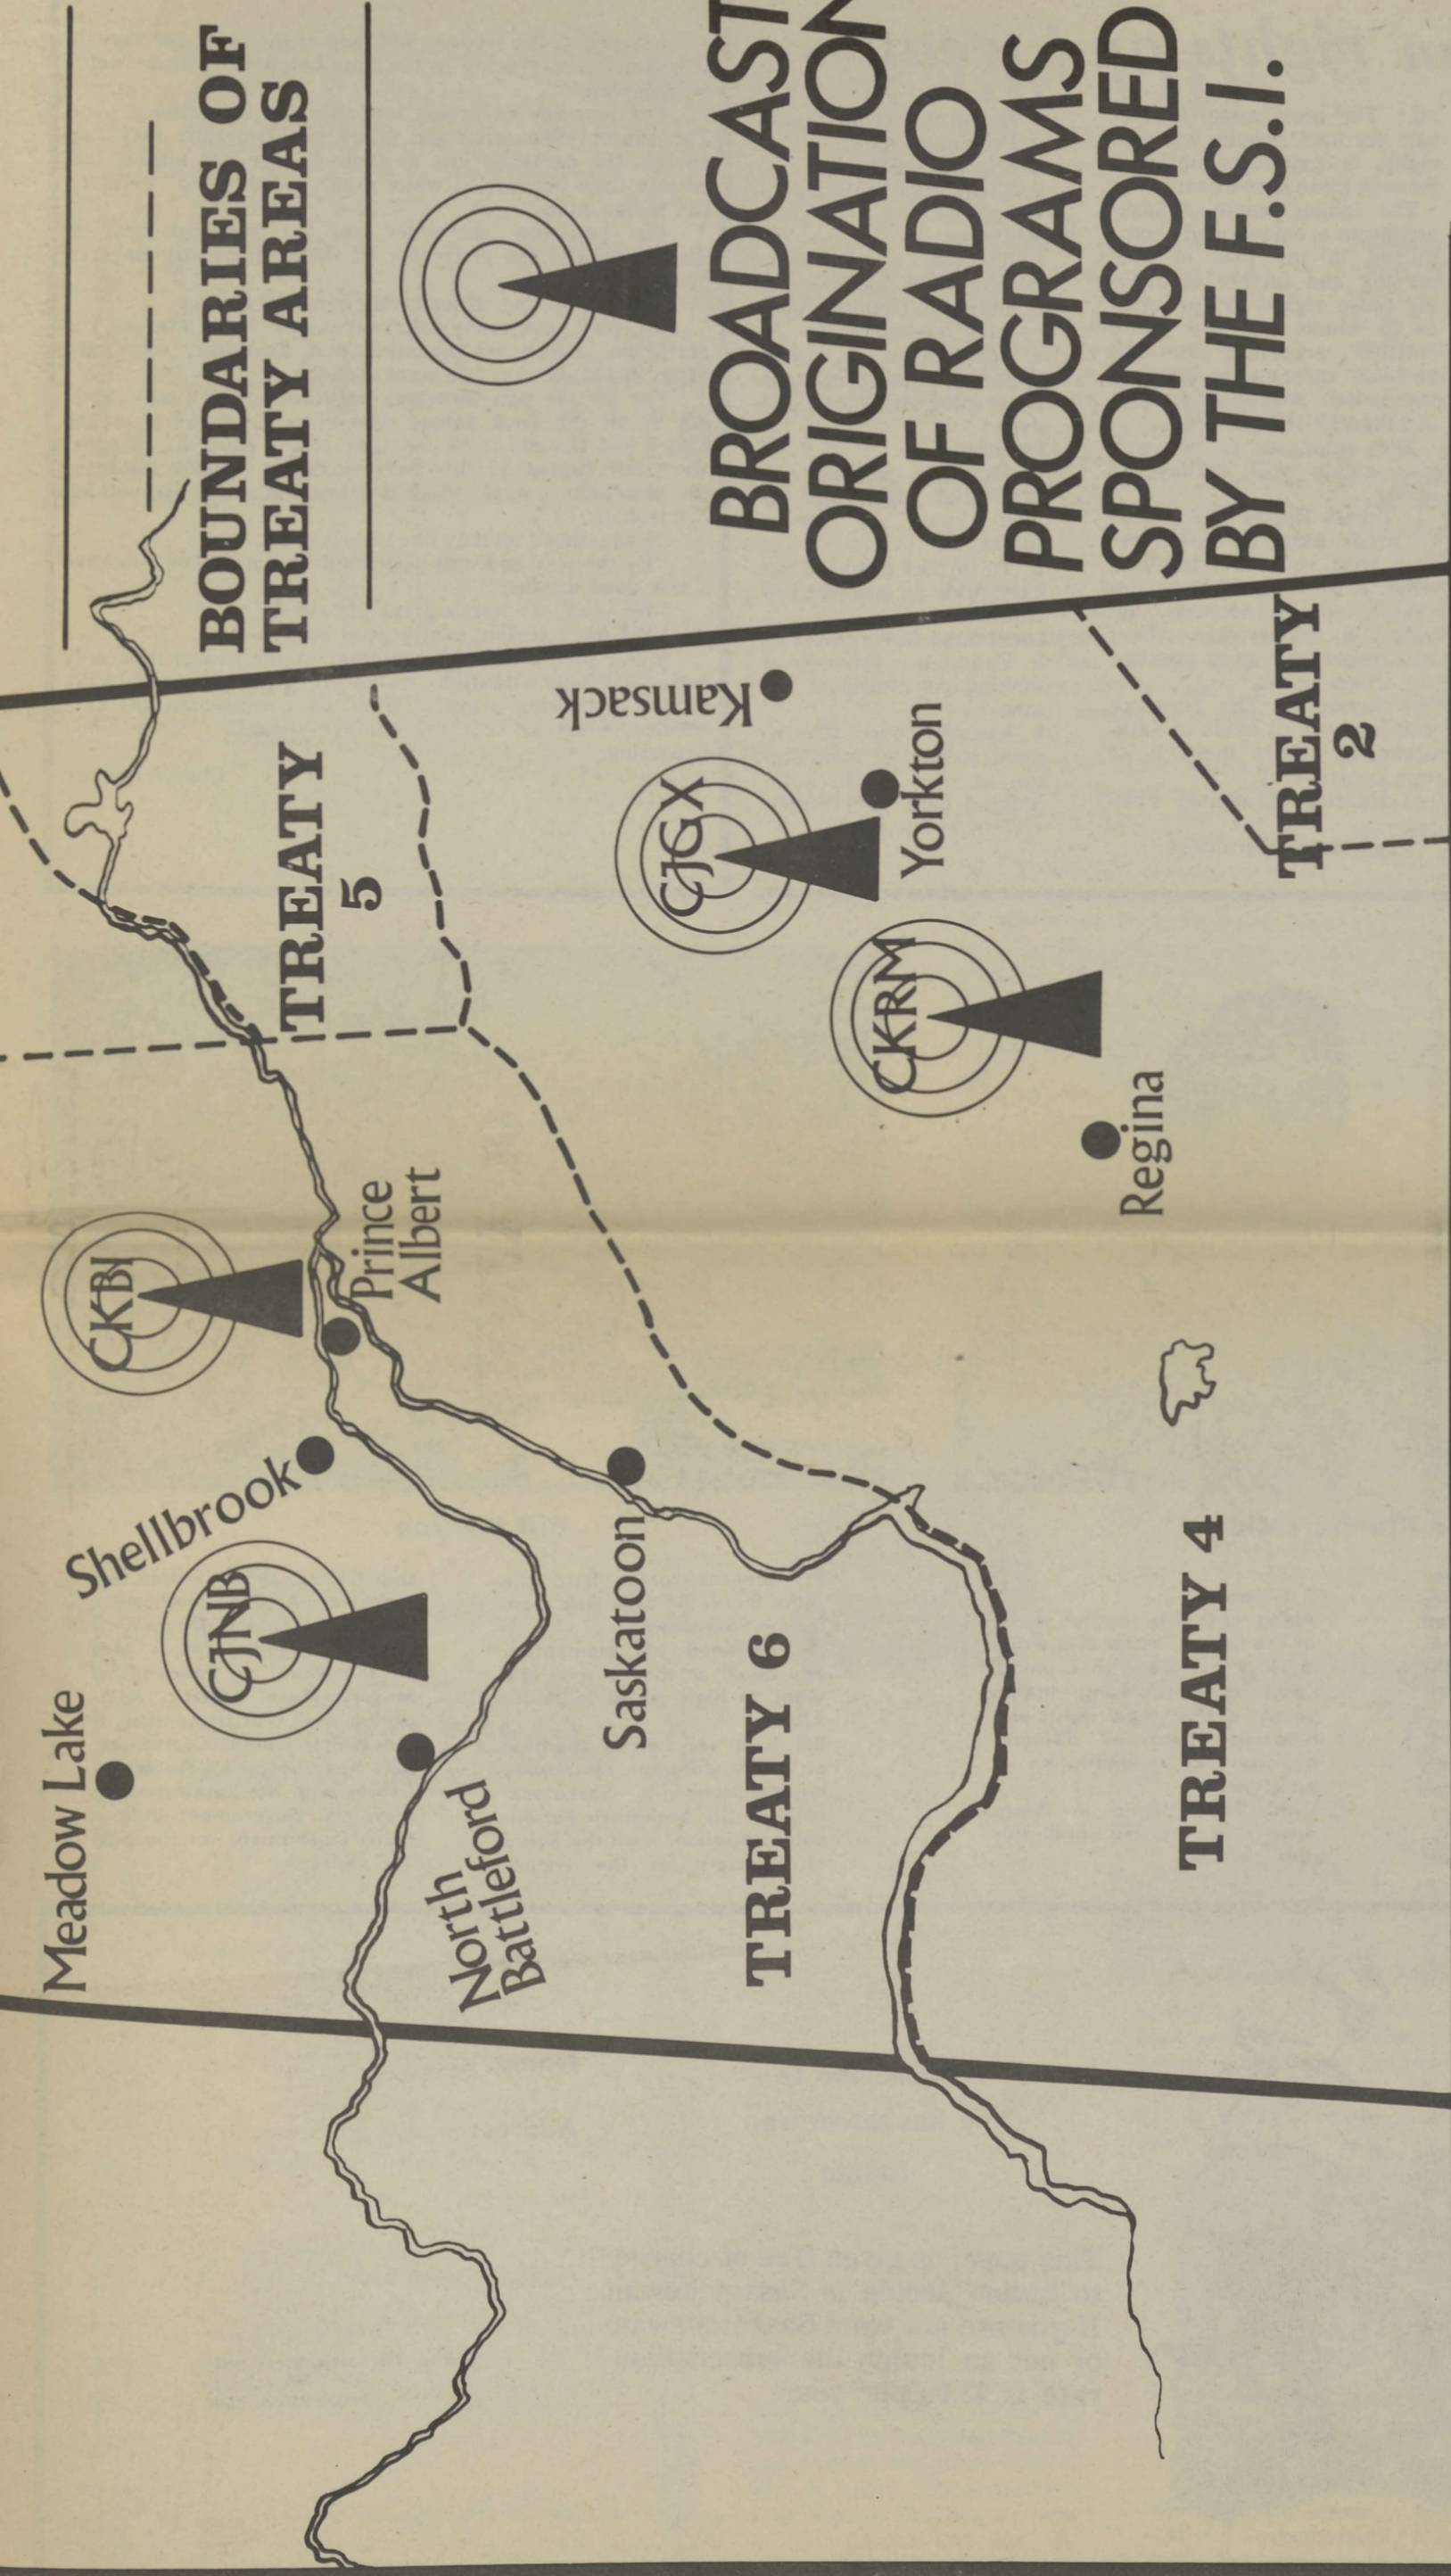 Meadow Lake
CJNB
Shellbrook
CKBI
North
Battleford
Prince
Albert
Saskatoon
TREATY 6
TREATY
5
TREATY 4
CJGX
Kamsack
Yorkton
CKRM
Regina
TREATY
2
BOUNDARIES OF
TREATY AREAS
BROADCAST
ORIGINATION
OF RADIO
PROGRAMS
SPONSORED
BY THE F.S.I.